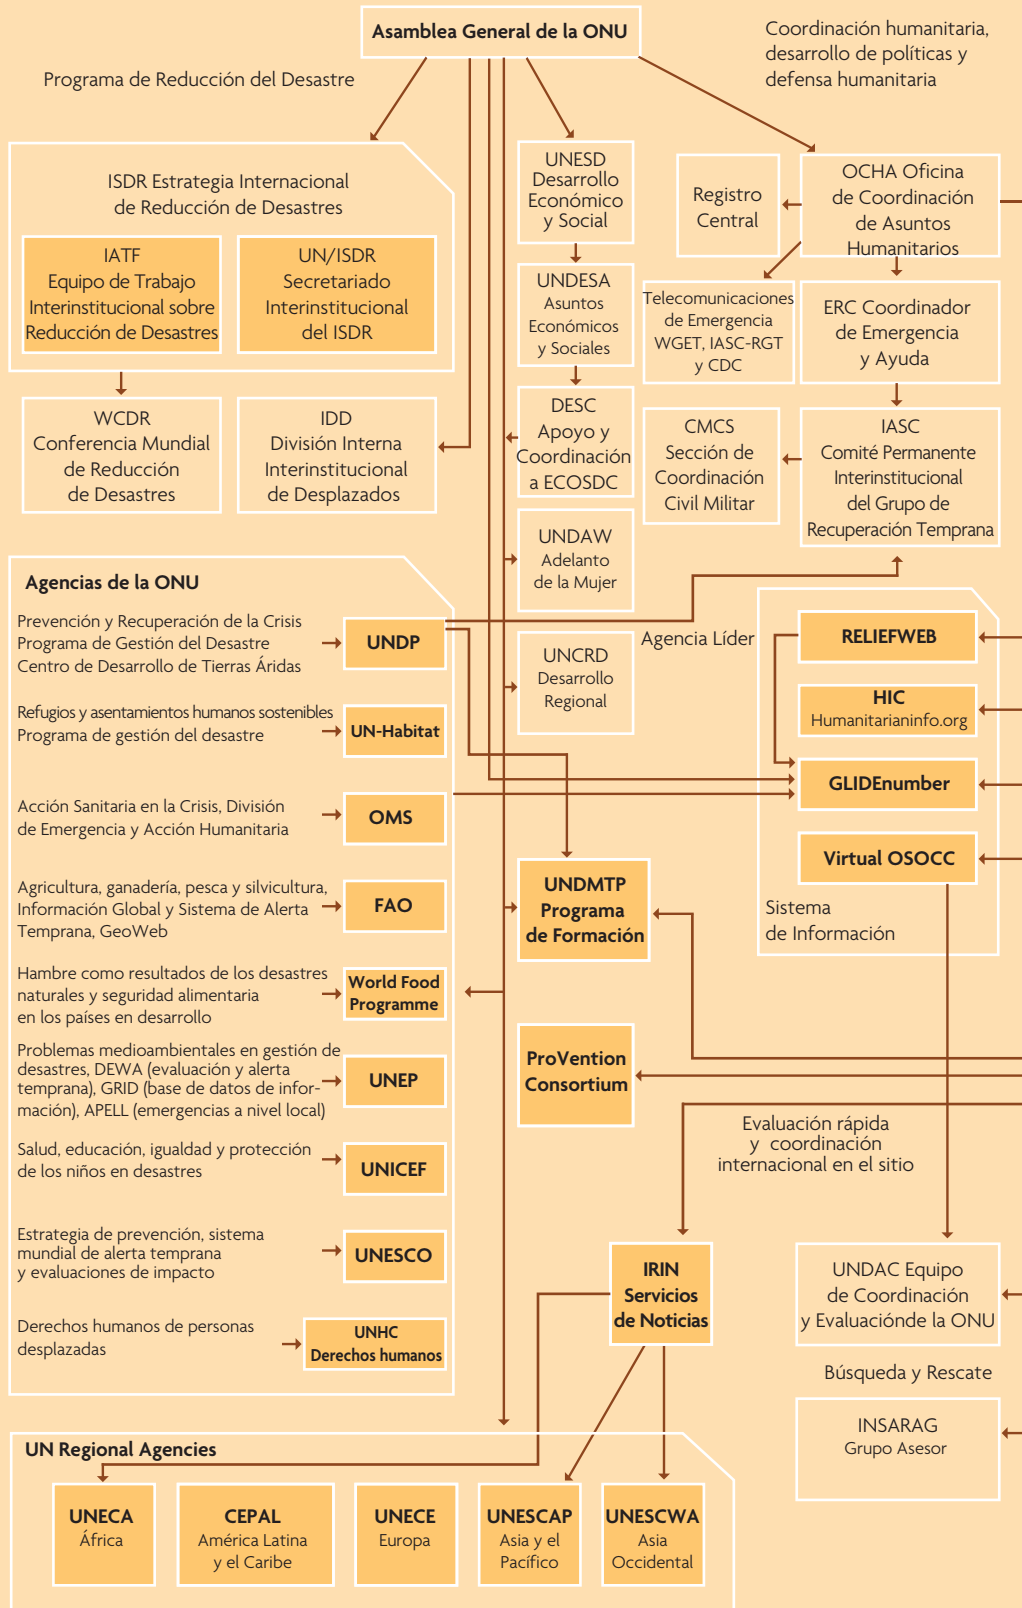 Asamblea General de la ONU
Coordinación humanitaria,
desarrollo de políticas y
defensa humanitaria
Programa de Reducción del Desastre
ISDR Estrategia Internacional
de Reducción de Desastres
IATF
Equipo de Trabajo
Interinstitucional sobre
Reducción de Desastres
UN/ISDR
Secretariado
Interinstitucional
del ISDR
WCDR
Conferencia Mundial
de Reducción
de Desastres
IDD
División Interna
Interinstitucional
de Desplazados
UNESD
Desarrollo
Económico
y Social
UNDESA
Asuntos
Económicos
y Sociales
DESC
Apoyo y
Coordinación
a ECOSDC
UNDAW
Adelanto
de la Mujer
UNCRD
Desarrollo
Regional
Registro
Central
OCHA Oficina
de Coordinación
de Asuntos
Humanitarios
Telecomunicaciones
de Emergencia
WGET, IASC-RGT
y CDC
ERC Coordinador
de Emergencia
y Ayuda
CMCS
Sección de
Coordinación
Civil Militar
IASC
Comité Permanente
Interinstitucional
del Grupo de
Recuperación Temprana
Agencias de la ONU
Prevención y Recuperación de la Crisis
Programa de Gestión del Desastre
Centro de Desarrollo de Tierras Áridas
UNDP
Refugios y asentamientos humanos sostenibles
Programa de gestión del desastre
UN-Habitat
Acción Sanitaria en la Crisis, División
de Emergencia y Acción Humanitaria
OMS
Agricultura, ganadería, pesca y silvicultura,
Información Global y Sistema de Alerta
Temprana, GeoWeb
FAO
Hambre como resultados de los desastres
naturales y seguridad alimentaria
en los países en desarrollo
World Food
Programme
Problemas medioambientales en gestión de
desastres, DEWA (evaluación y alerta
temprana), GRID (base de datos de infor-
mación), APELL (emergencias a nivel local)
UNEP
Salud, educación, igualdad y protección
de los niños en desastres
UNICEF
Estrategia de prevención, sistema
mundial de alerta temprana
y evaluaciones de impacto
UNESCO
Derechos humanos de personas
desplazadas
UNHC
Derechos humanos
Agencia Líder
RELIEFWEB
HIC
Humanitarianinfo.org
GLIDEnumber
Virtual OSOCC
Sistema
de Información
UNDMTP
Programa
de Formación
ProVention
Consortium
Evaluación rápida
y coordinación
internacional en el sitio
IRIN
Servicios
de Noticias
UNDAC Equipo
de Coordinación
y Evaluaciónde la ONU
Búsqueda y Rescate
INSARAG
Grupo Asesor
UN Regional Agencies
UNECA
África
CEPAL
América Latina
y el Caribe
UNECE
Europa
UNESCAP
Asia y el
Pacífico
UNESCWA
Asia
Occidental